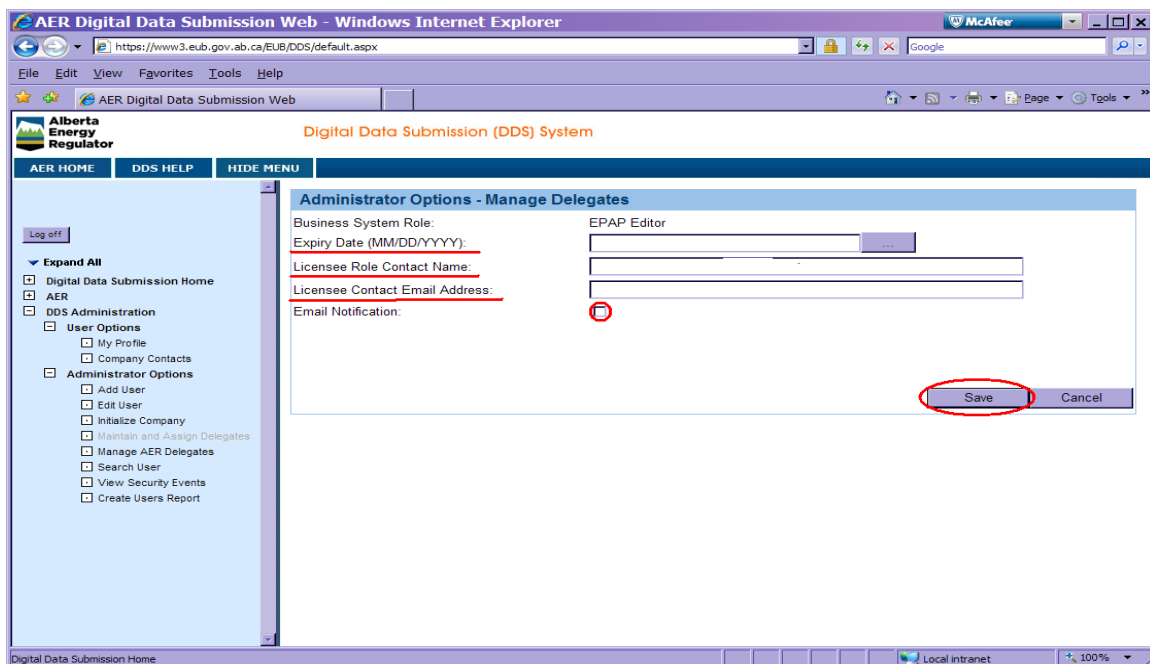 AER Digital Data Submission Web - Windows Internet Explorer
McAfee
https://www3.eub.gov.ab.ca/EUB/DDS/default.aspx
Google
File Edit View Favorites Tools Help
AER Digital Data Submission Web
Page Tools
Alberta
Energy
Regulator
Digital Data Submission (DDS) System
AER HOME DDS HELP HIDE MENU
Log off
Expand All
Digital Data Submission Home
AER
DDS Administration
User Options
My Profile
Company Contacts
Administrator Options
Add User
Edit User
Initialize Company
Maintain and Assign Delegates
Manage AER Delegates
Search User
View Security Events
Create Users Report
Administrator Options - Manage Delegates
Business System Role: EPAP Editor
Expiry Date (MM/DD/YYYY): ...
Licensee Role Contact Name:
Licensee Contact Email Address:
Email Notification:
Save Cancel
Digital Data Submission Home
Local intranet
100%